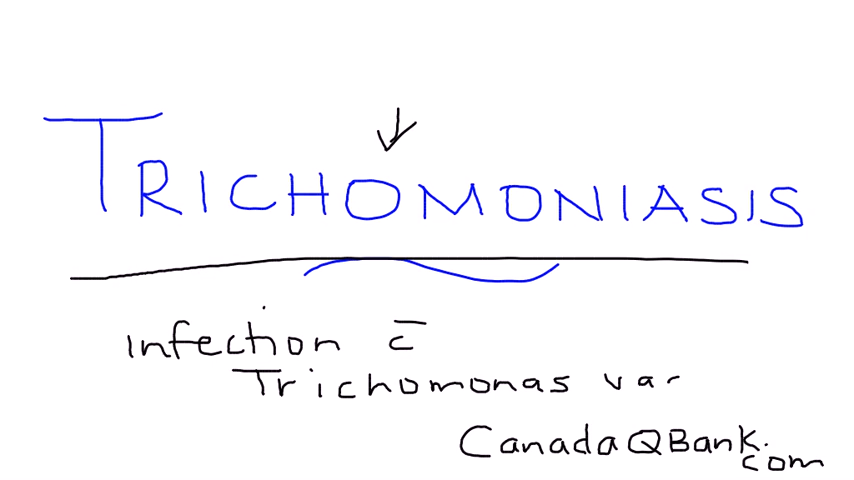 TRICHOMONIASIS
infection c̄
Trichomonas var
CanadaQBank.
com